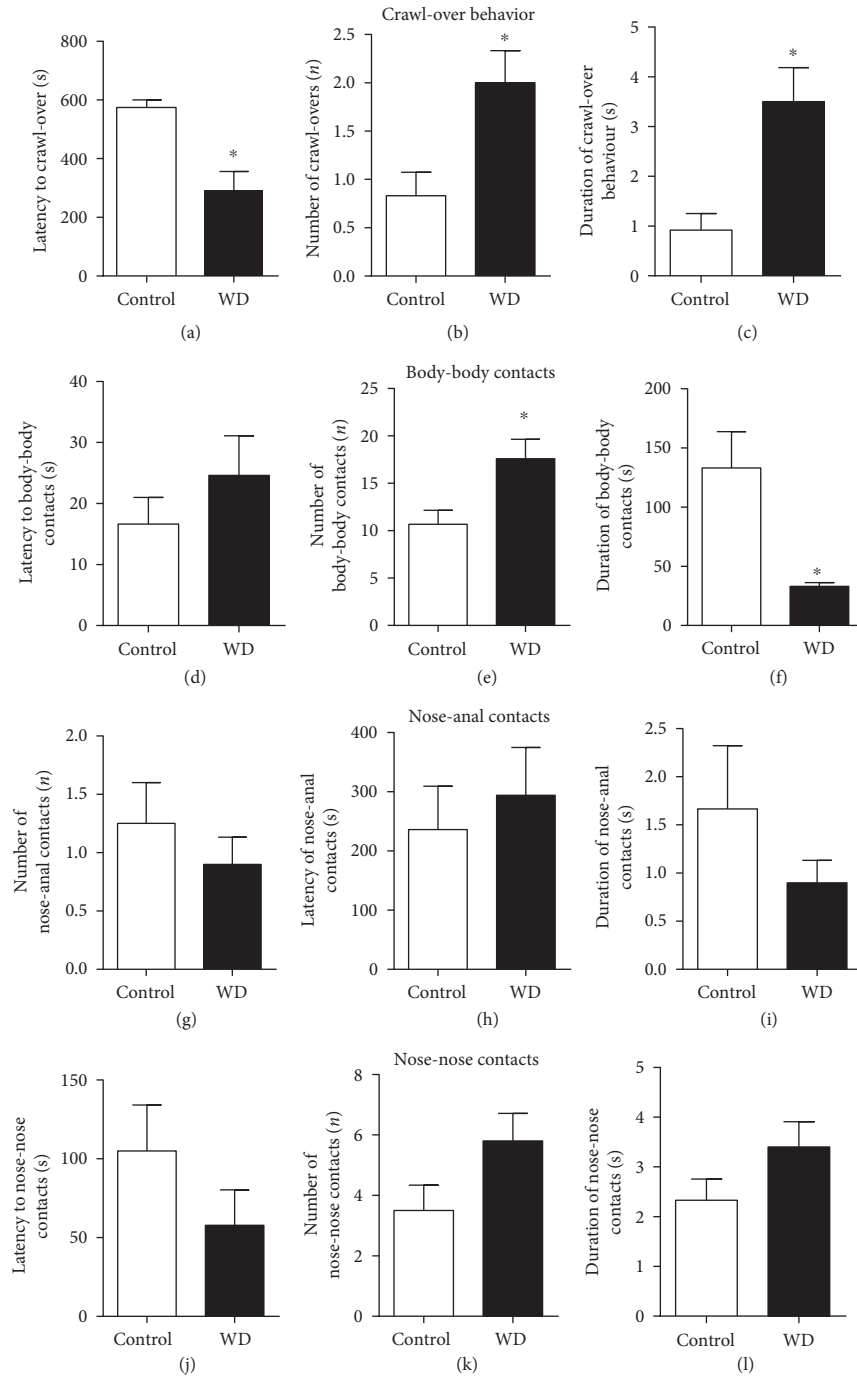 Crawl-over behavior
Latency to crawl-over (s)
800
600
400
200
0
*
Control WD
(a)
Number of crawl-overs (n)
2.5
2.0
1.5
1.0
0.5
0.0
*
Control WD
(b)
Duration of crawl-over
behaviour (s)
5
4
3
2
1
0
*
Control WD
(c)
Body-body contacts
Latency to body-body
contacts (s)
40
30
20
10
0
Control WD
(d)
Number of
body-body contacts (n)
25
20
15
10
5
0
*
Control WD
(e)
Duration of body-body
contacts (s)
200
150
100
50
0
*
Control WD
(f)
Nose-anal contacts
Number of
nose-anal contacts (n)
2.0
1.5
1.0
0.5
0.0
Control WD
(g)
Latency of nose-anal
contacts (s)
400
300
200
100
0
Control WD
(h)
Duration of nose-anal
contacts (s)
2.5
2.0
1.5
1.0
0.5
0.0
Control WD
(i)
Nose-nose contacts
Latency to nose-nose
contacts (s)
150
100
50
0
Control WD
(j)
Number of
nose-nose contacts (n)
8
6
4
2
0
Control WD
(k)
Duration of nose-nose
contacts (s)
5
4
3
2
1
0
Control WD
(l)